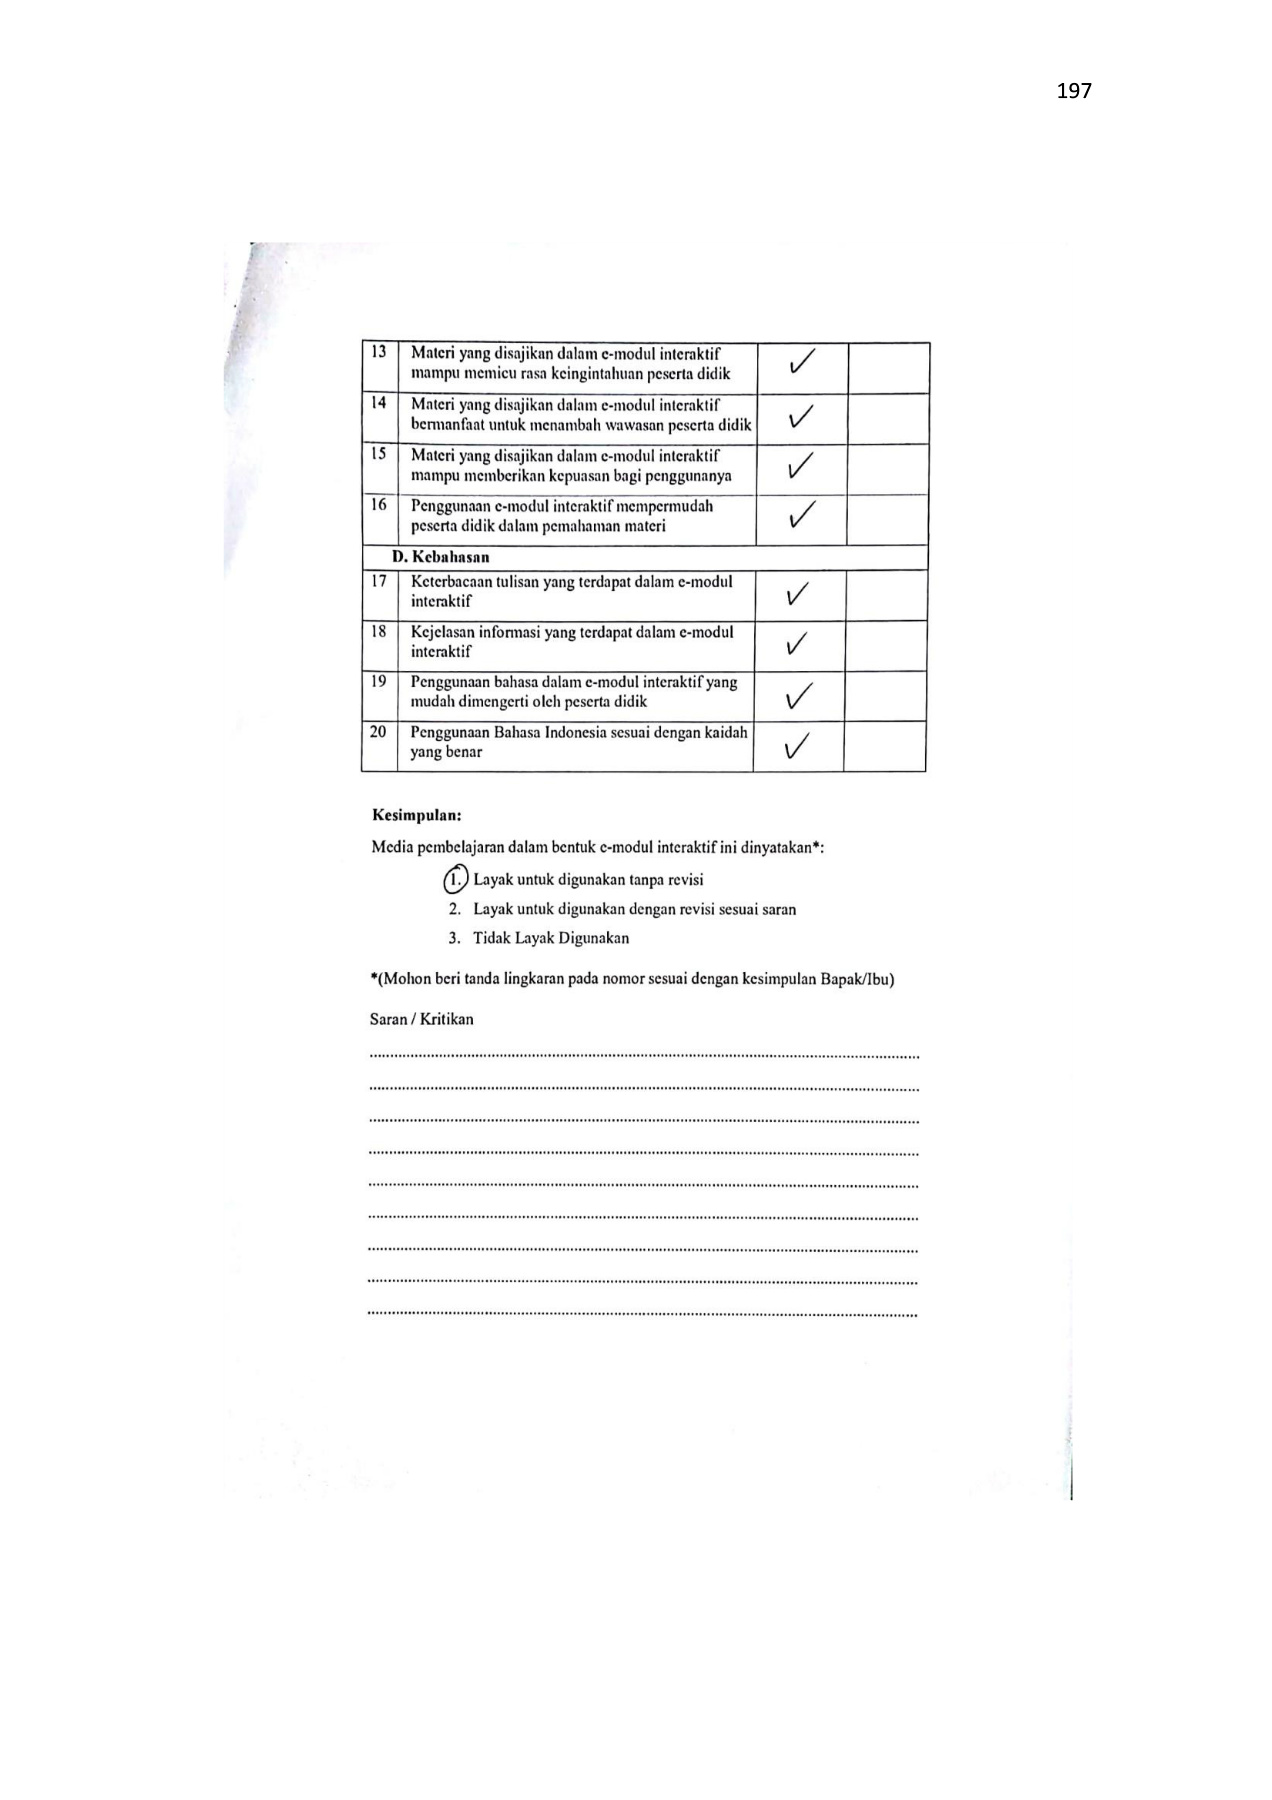 197
13 Materi yang disajikan dalam e-modul interaktif ✓
mampu memicu rasa keingintahuan peserta didik
14 Materi yang disajikan dalam e-modul interaktif ✓
bermanfaat untuk menambah wawasan peserta didik
15 Materi yang disajikan dalam e-modul interaktif ✓
mampu memberikan kepuasan bagi penggunanya
16 Penggunaan e-modul interaktif mempermudah ✓
peserta didik dalam pemahaman materi
D. Kebahasan
17 Keterbacaan tulisan yang terdapat dalam e-modul ✓
interaktif
18 Kejelasan informasi yang terdapat dalam e-modul ✓
interaktif
19 Penggunaan bahasa dalam e-modul interaktif yang ✓
mudah dimengerti oleh peserta didik
20 Penggunaan Bahasa Indonesia sesuai dengan kaidah ✓
yang benar
Kesimpulan:
Media pembelajaran dalam bentuk e-modul interaktif ini dinyatakan*:
1. Layak untuk digunakan tanpa revisi
2. Layak untuk digunakan dengan revisi sesuai saran
3. Tidak Layak Digunakan
*(Mohon beri tanda lingkaran pada nomor sesuai dengan kesimpulan Bapak/Ibu)
Saran / Kritikan